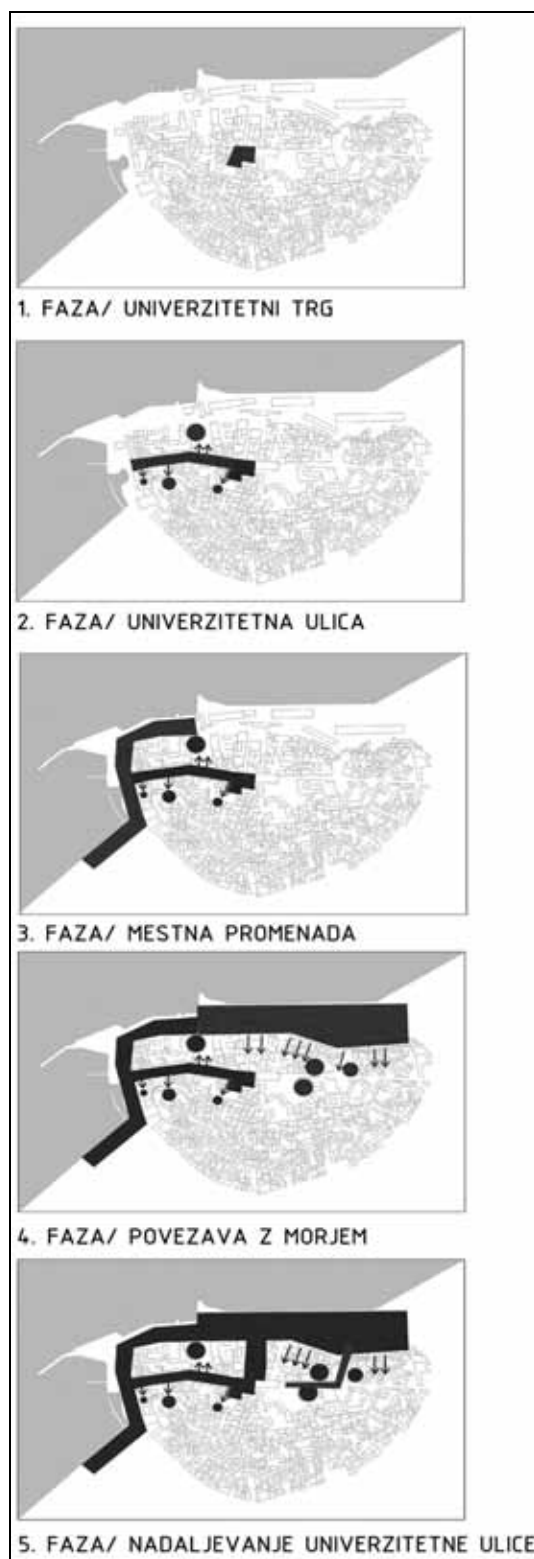 1. FAZA/ UNIVERZITETNI TRG
2. FAZA/ UNIVERZITETNA ULICA
3. FAZA/ MESTNA PROMENADA
4. FAZA/ POVEZAVA Z MORJEM
5. FAZA/ NADALJEVANJE UNIVERZITETNE ULICE